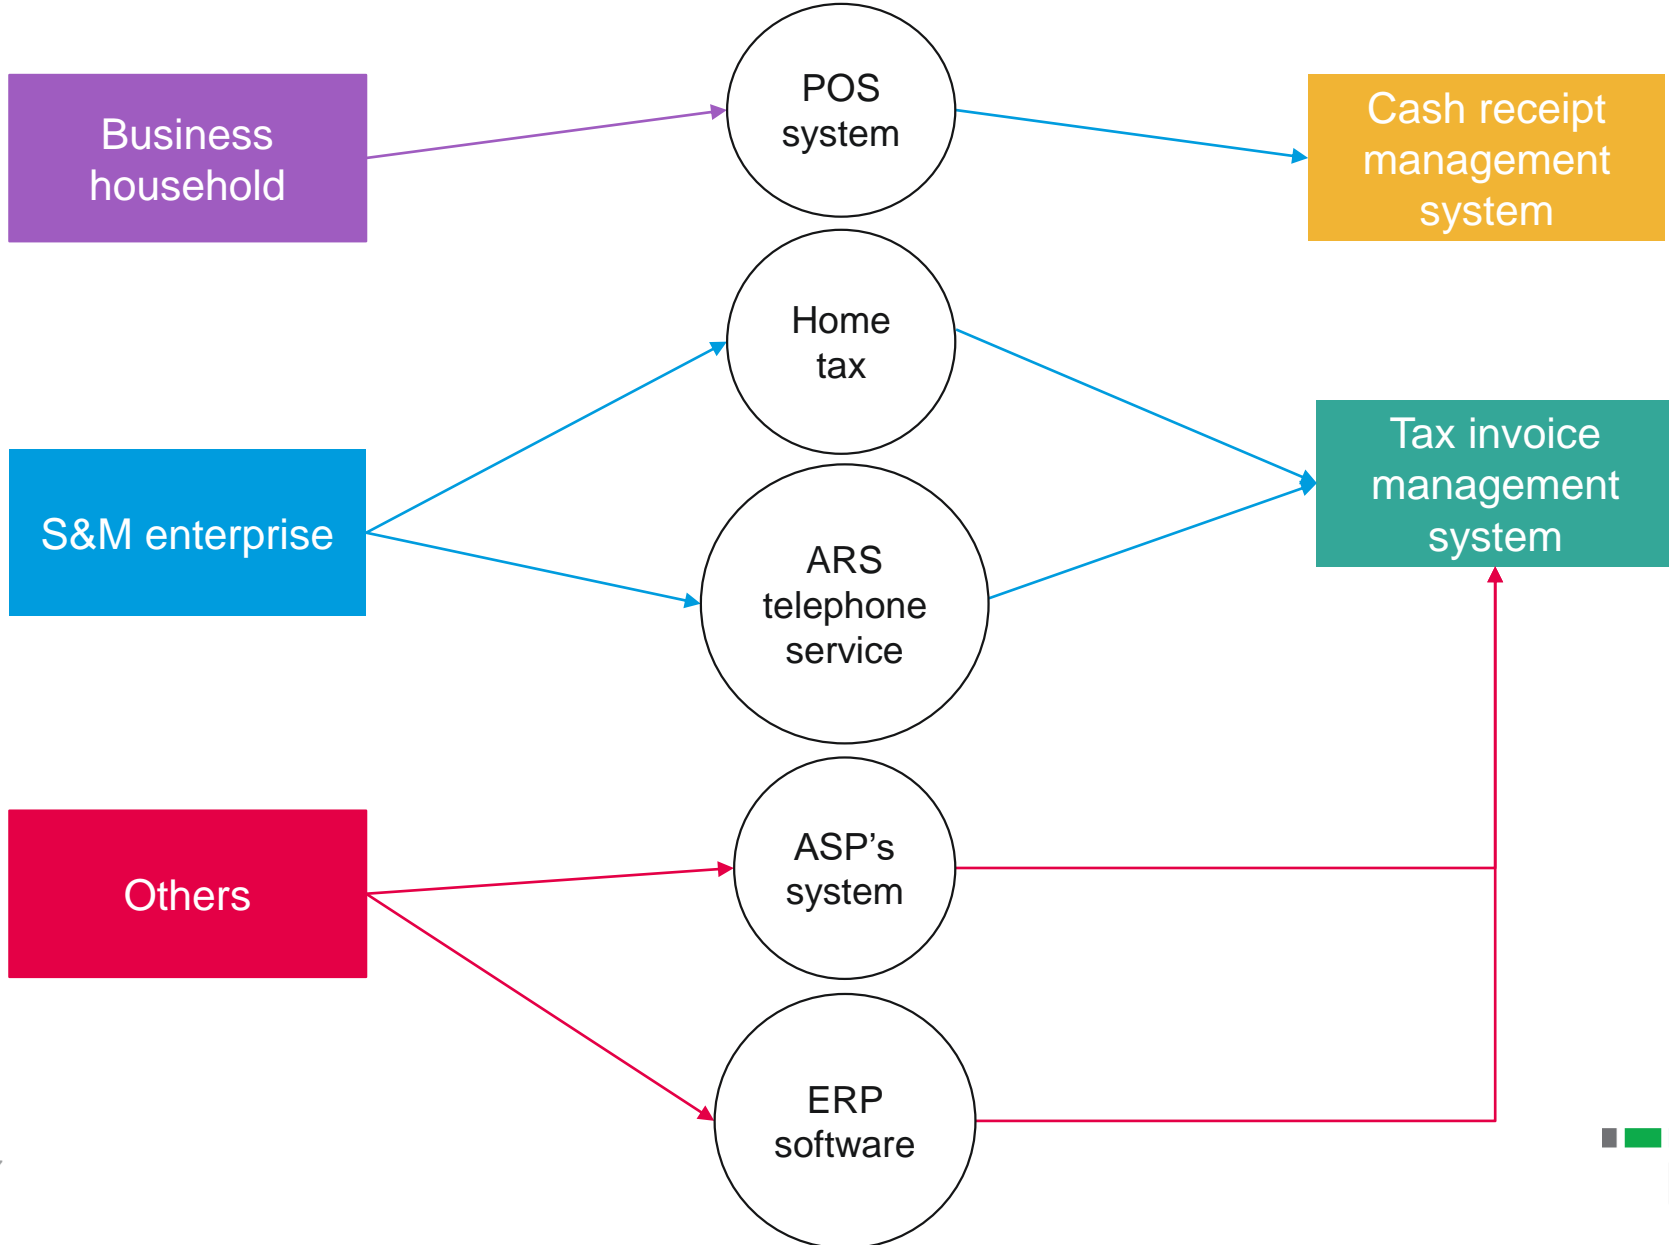 POS
system
Business
household
Cash receipt
management
system
Home
tax
S&M enterprise
ARS
telephone
service
Tax invoice
management
system
Others
ASP’s
system
ERP
software